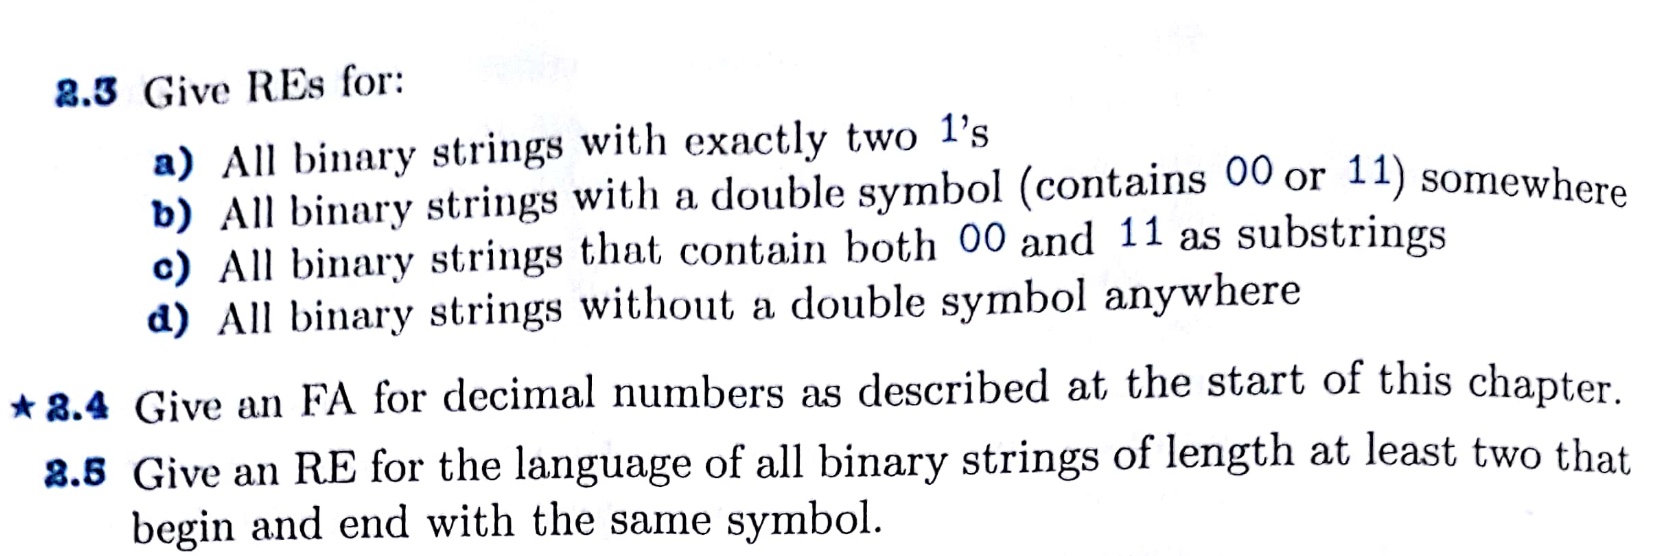 2.3 Give REs for:
a) All binary strings with exactly two 1's
b) All binary strings with a double symbol (contains 00 or 11) somewhere
c) All binary strings that contain both 00 and 11 as substrings
d) All binary strings without a double symbol anywhere
★ 2.4 Give an FA for decimal numbers as described at the start of this chapter.
2.5 Give an RE for the language of all binary strings of length at least two that
begin and end with the same symbol.